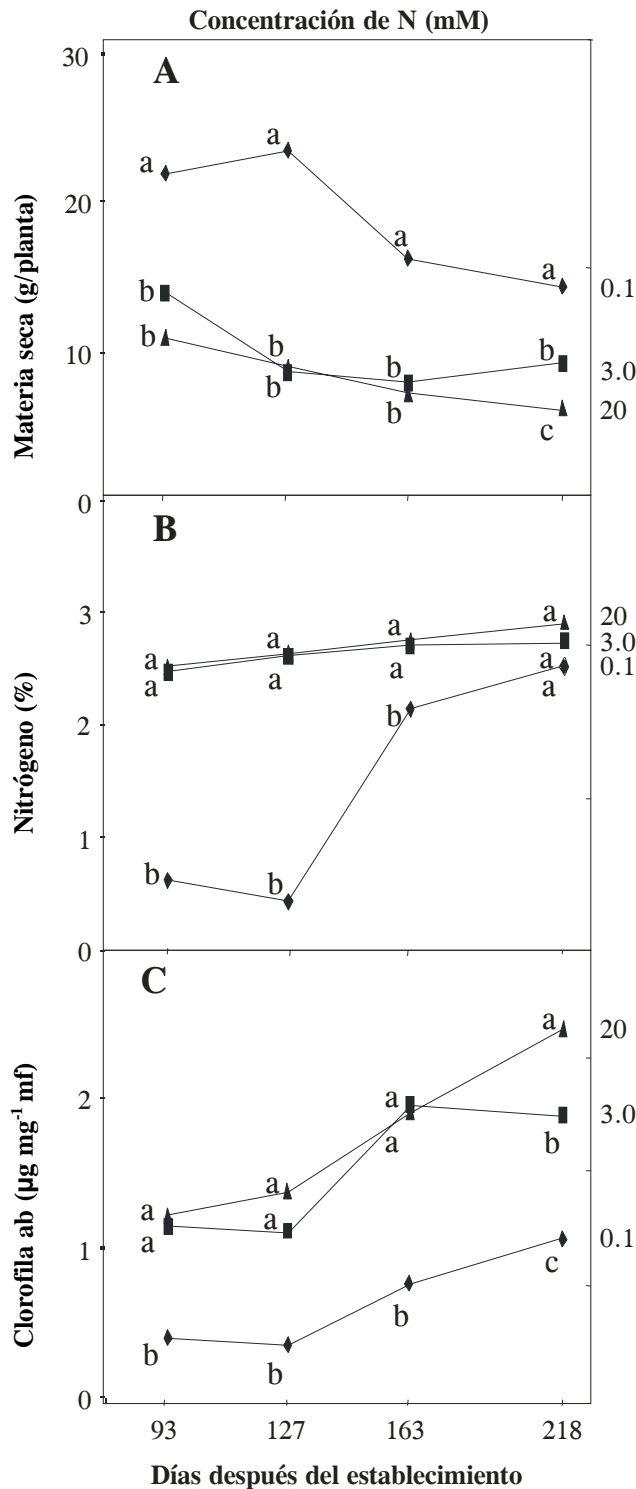 Concentración de N (mM)
30
A
a
a
20
a
a
0.1
b
b
b
10
b
b
3.0
b
b
20
c
Materia seca (g/planta)
0
B
3
a
a
a
a
20
3.0
a
a
a
a
0.1
a
2
b
Nitrógeno (%)
1
b
b
0
C
a
20
2
a
3.0
a
b
a
a
a
a
1
0.1
c
b
b
b
Clorofila ab (µg mg-1 mf)
0
93 127 163 218
Días después del establecimiento